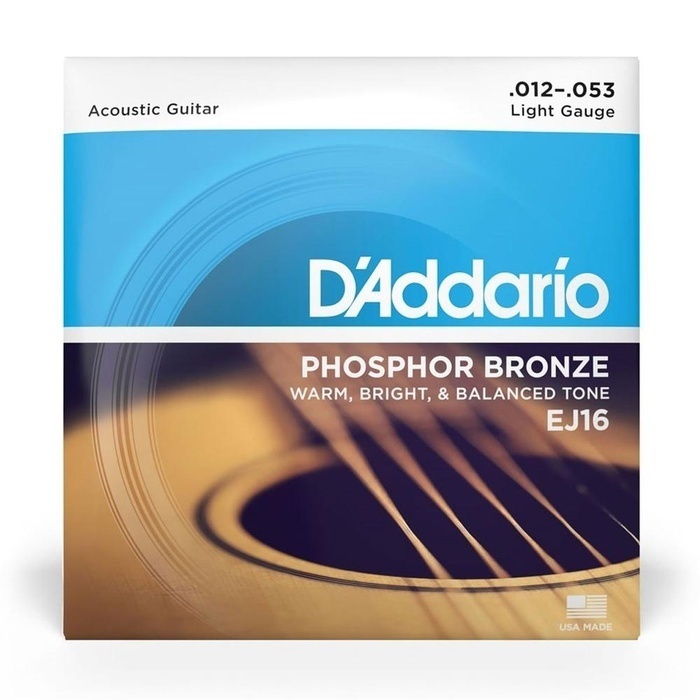 Acoustic Guitar
.012–.053
Light Gauge
D'Addario
PHOSPHOR BRONZE
WARM, BRIGHT, & BALANCED TONE
EJ16
USA MADE